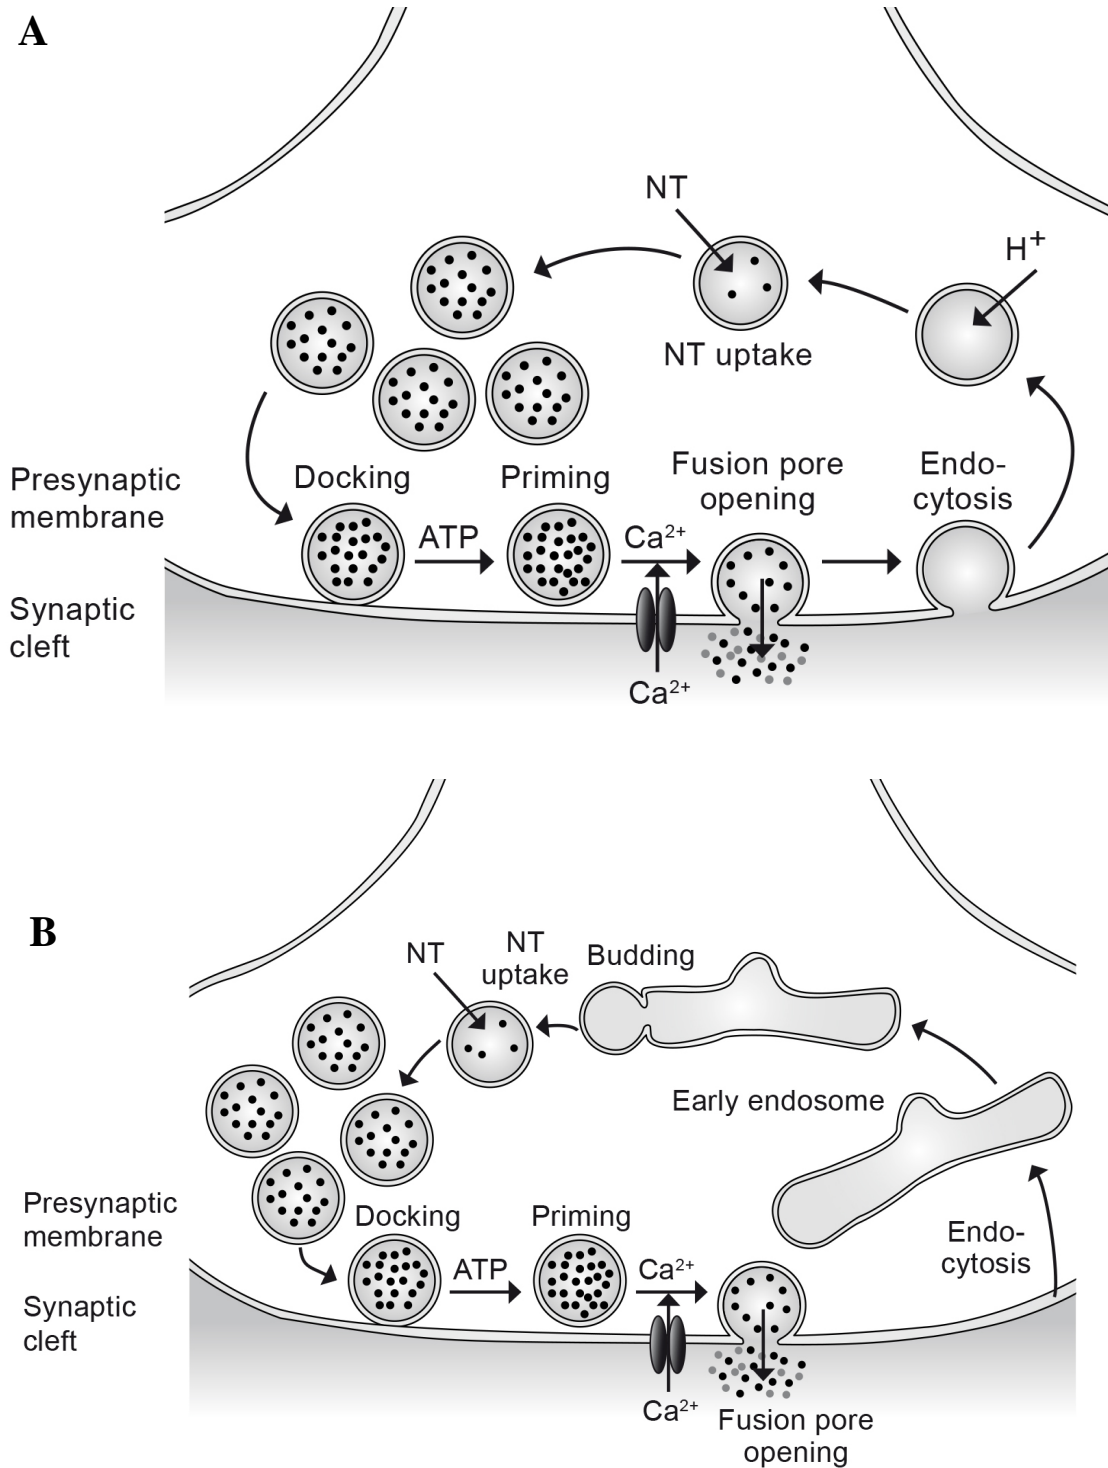 A
NT
H+
NT uptake
Docking
Priming
Fusion pore
opening
Endo-
cytosis
Presynaptic
membrane
ATP
Ca2+
Synaptic
cleft
Ca2+
B
NT
NT
uptake
Budding
Early endosome
Presynaptic
membrane
Docking
Priming
Endo-
cytosis
ATP
Ca2+
Synaptic
cleft
Ca2+
Fusion pore
opening